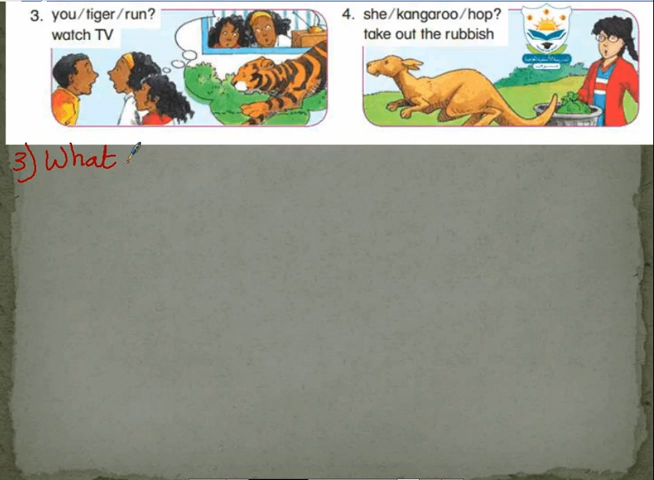 3. you/tiger/run?
watch TV
4. she/kangaroo/hop?
take out the rubbish
3) What